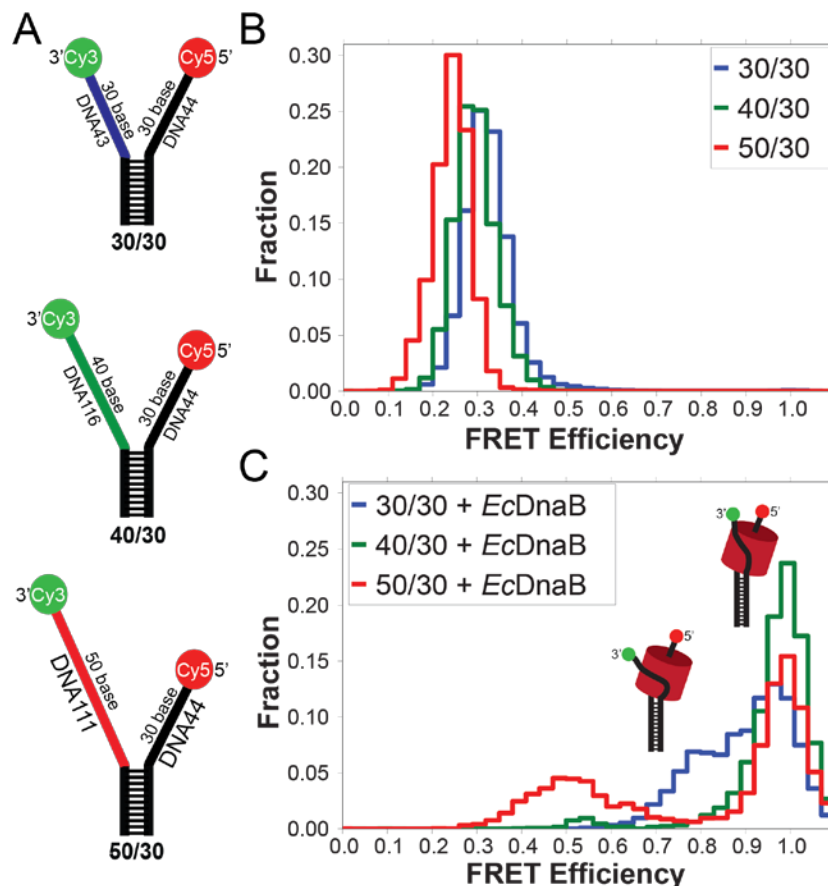 A
3' Cy3
Cy5 5'
30 base
DNA43
30 base
DNA44
30/30
3' Cy3
Cy5 5'
40 base
DNA116
30 base
DNA44
40/30
3' Cy3
Cy5 5'
50 base
DNA111
30 base
DNA44
50/30
B
0.30
0.25
0.20
0.15
0.10
0.05
0.00
Fraction
30/30
40/30
50/30
0.0 0.1 0.2 0.3 0.4 0.5 0.6 0.7 0.8 0.9 1.0
FRET Efficiency
C
0.30
0.25
0.20
0.15
0.10
0.05
0.00
Fraction
30/30 + EcDnaB
40/30 + EcDnaB
50/30 + EcDnaB
3' 5'
3' 5'
0.0 0.1 0.2 0.3 0.4 0.5 0.6 0.7 0.8 0.9 1.0
FRET Efficiency